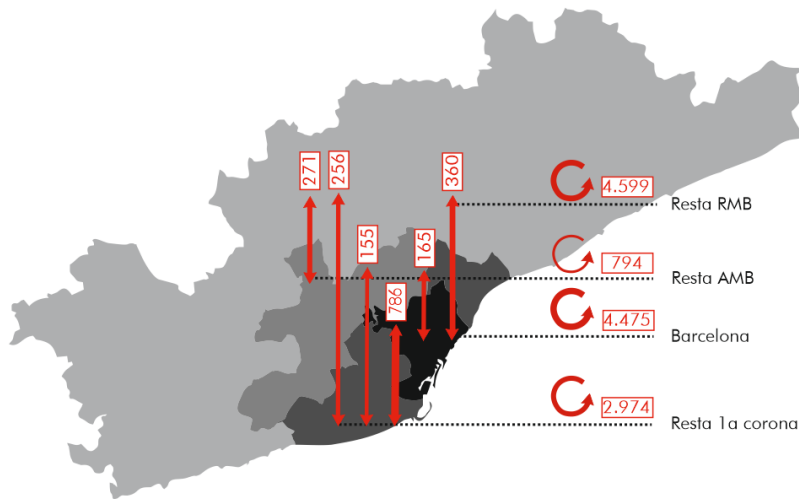 271
256
360
4.599
Resta RMB
155
165
794
Resta AMB
786
4.475
Barcelona
2.974
Resta 1a corona